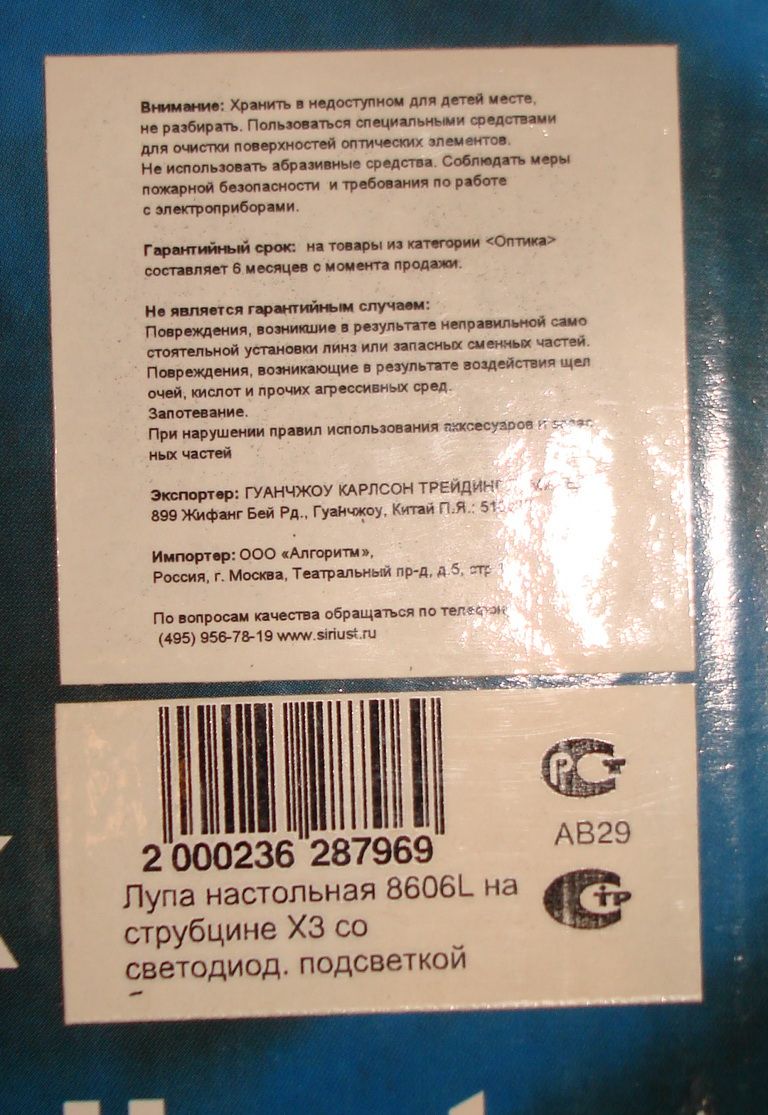 Внимание: Хранить в недоступном для детей месте,
не разбирать. Пользоваться специальными средствами
для очистки поверхностей оптических элементов.
Не использовать абразивные средства. Соблюдать меры
пожарной безопасности и требования по работе
с электроприборами.
Гарантийный срок: на товары из категории <Оптика>
составляет 6 месяцев с момента продажи.
Не является гарантийным случаем:
Повреждения, возникшие в результате неправильной само
стоятельной установки линз или запасных сменных частей.
Повреждения, возникающие в результате воздействия щел
очей, кислот и прочих агрессивных сред.
Запотевание.
При нарушении правил использования акксесуаров и
ных частей
Экспортер: ГУАНЧЖОУ КАРЛСОН ТРЕЙДИНГ
899 Жифанг Бей Рд., Гуанчжоу, Китай П.Я.:
Импортер: ООО «Алгоритм»,
Россия, г. Москва, Театральный пр-д, д.5, стр
По вопросам качества обращаться по телефон
(495) 956-78-19 www.siriust.ru
2 000236 287969
Лупа настольная 8606L на
струбцине X3 со
светодиод. подсветкой
РСТ
АВ29